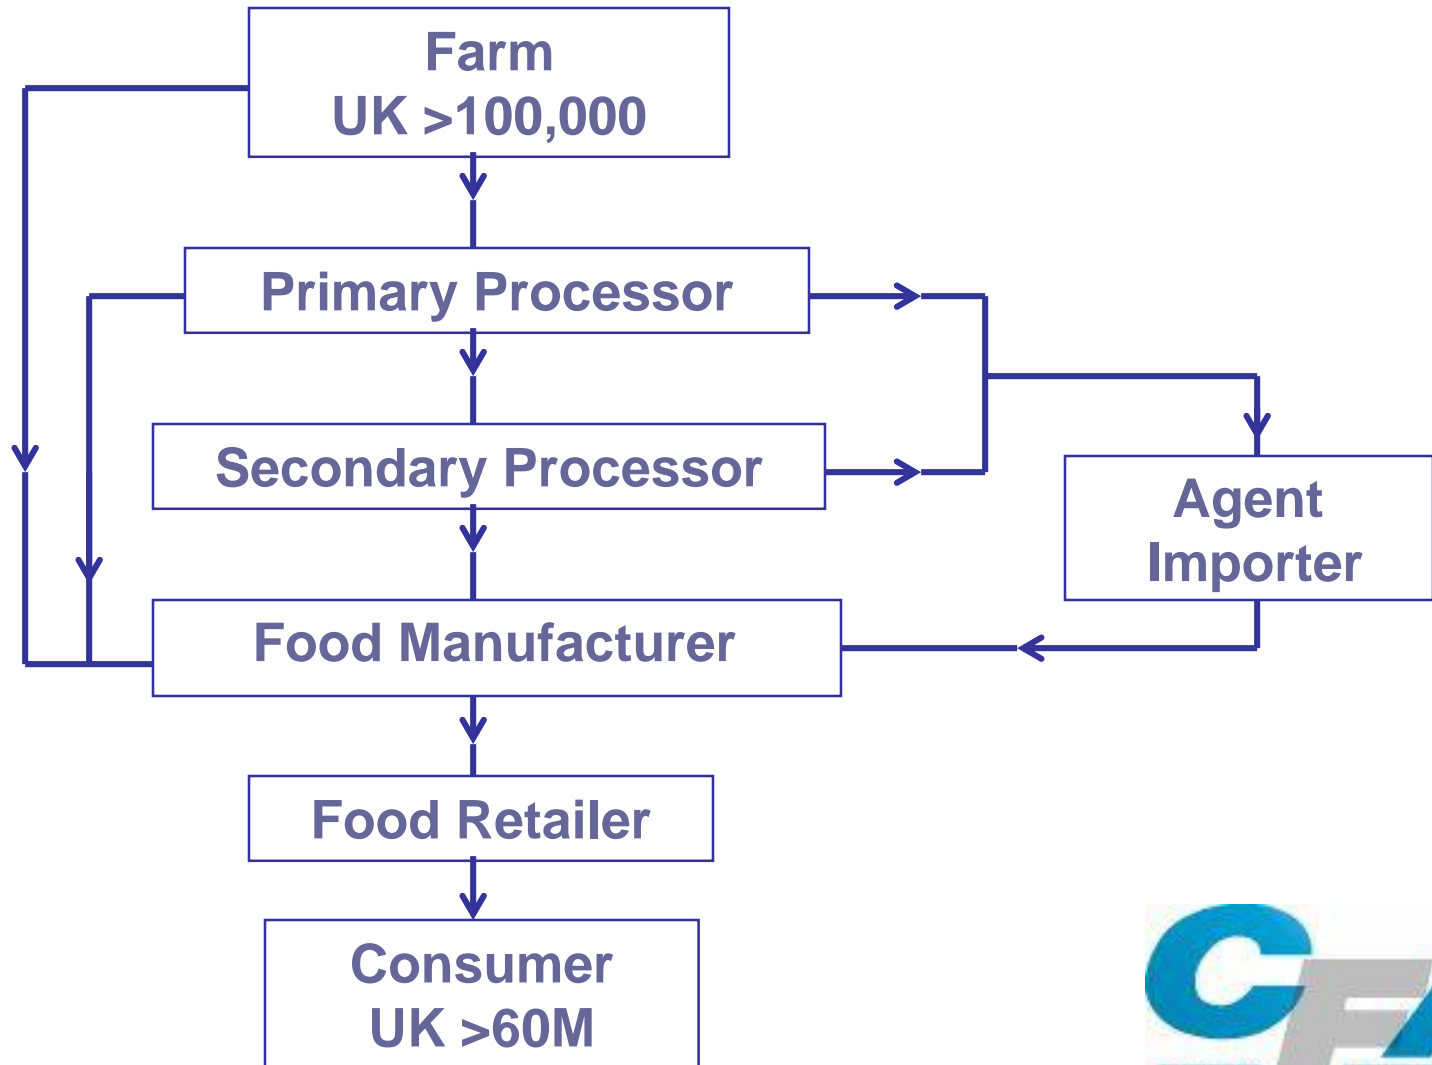 Farm
UK >100,000
Primary Processor
Secondary Processor
Agent
Importer
Food Manufacturer
Food Retailer
Consumer
UK >60M